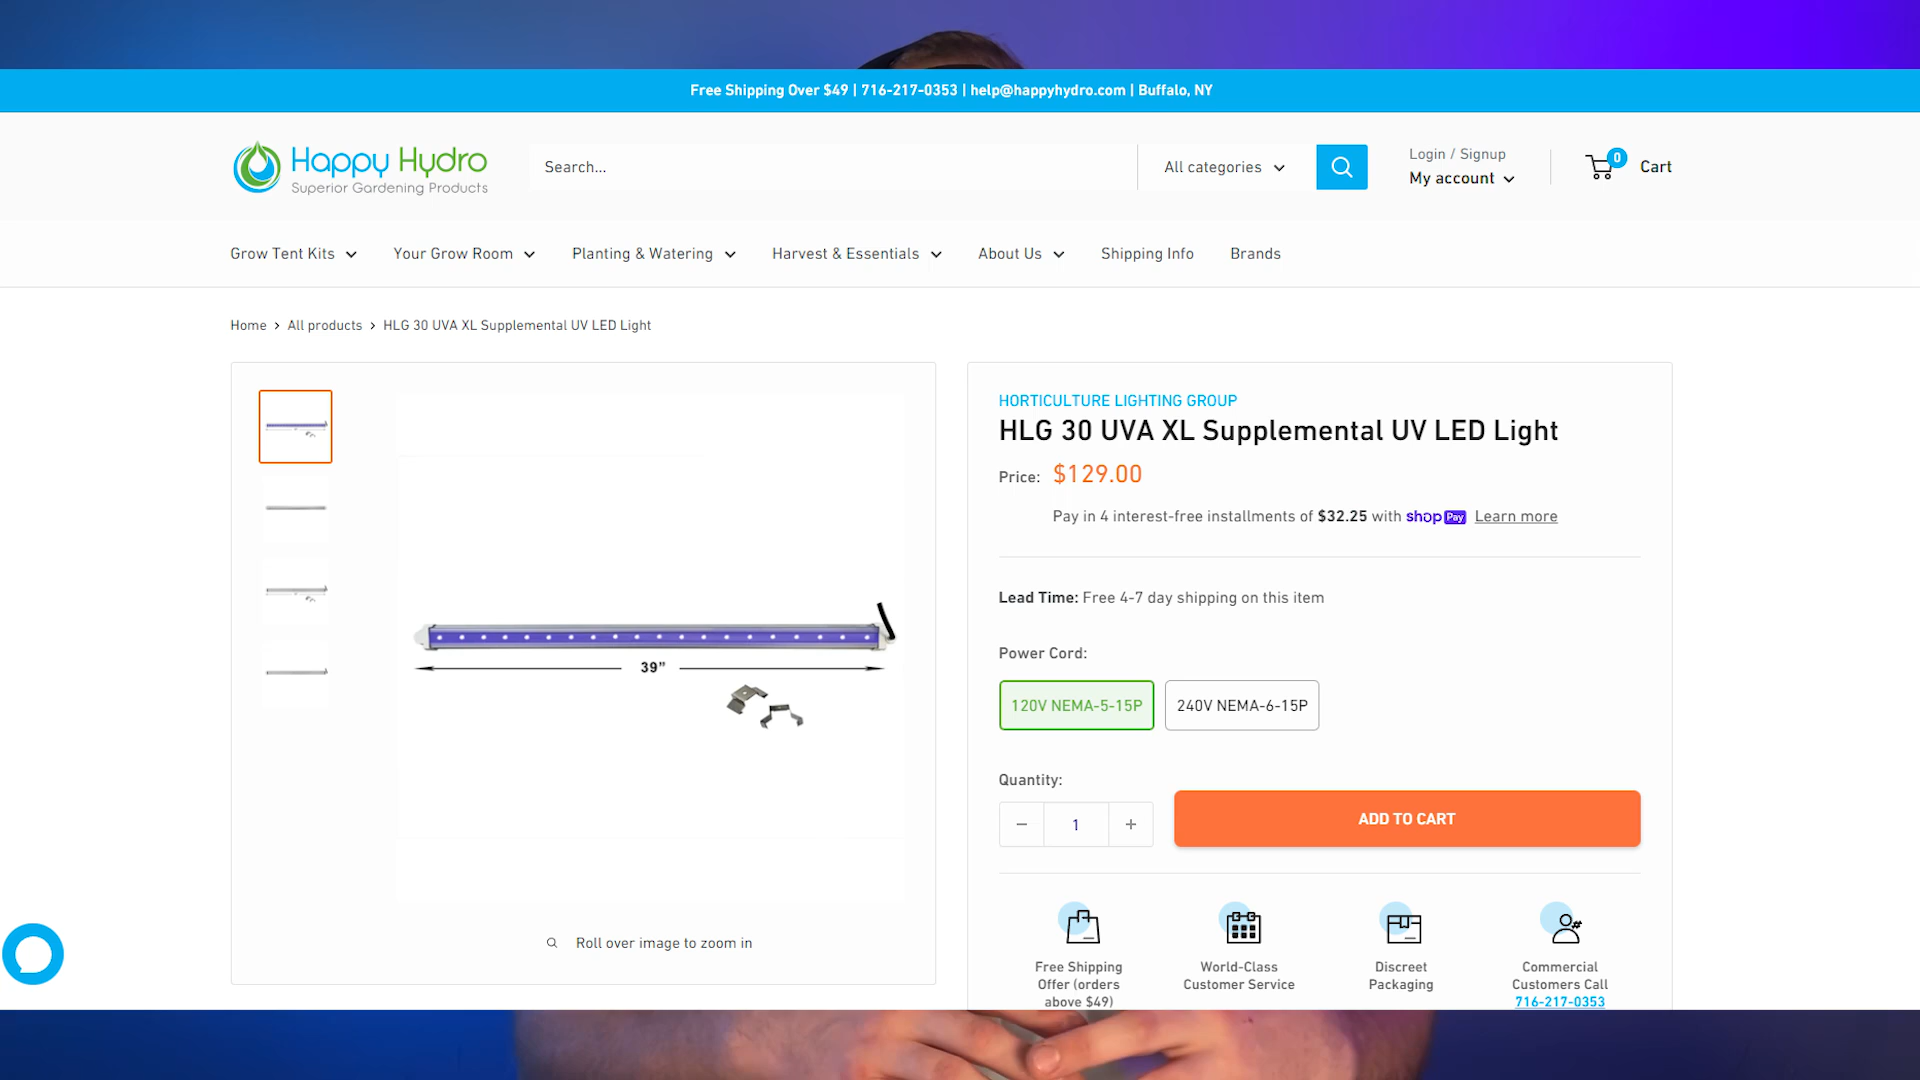 Free Shipping Over $49 | 716-217-0353 | help@happyhydro.com | Buffalo, NY
Happy Hydro
Superior Gardening Products
Search...
All categories
Login / Signup
My account
0
Cart
Grow Tent Kits
Your Grow Room
Planting & Watering
Harvest & Essentials
About Us
Shipping Info
Brands
Home > All products > HLG 30 UVA XL Supplemental UV LED Light
39”
Roll over image to zoom in
HORTICULTURE LIGHTING GROUP
HLG 30 UVA XL Supplemental UV LED Light
Price: $129.00
Pay in 4 interest-free installments of $32.25 with shop Pay Learn more
Lead Time: Free 4-7 day shipping on this item
Power Cord:
120V NEMA-5-15P
240V NEMA-6-15P
Quantity:
− 1 +
ADD TO CART
Free Shipping
Offer (orders
above $49)
World-Class
Customer Service
Discreet
Packaging
Commercial
Customers Call
716-217-0353